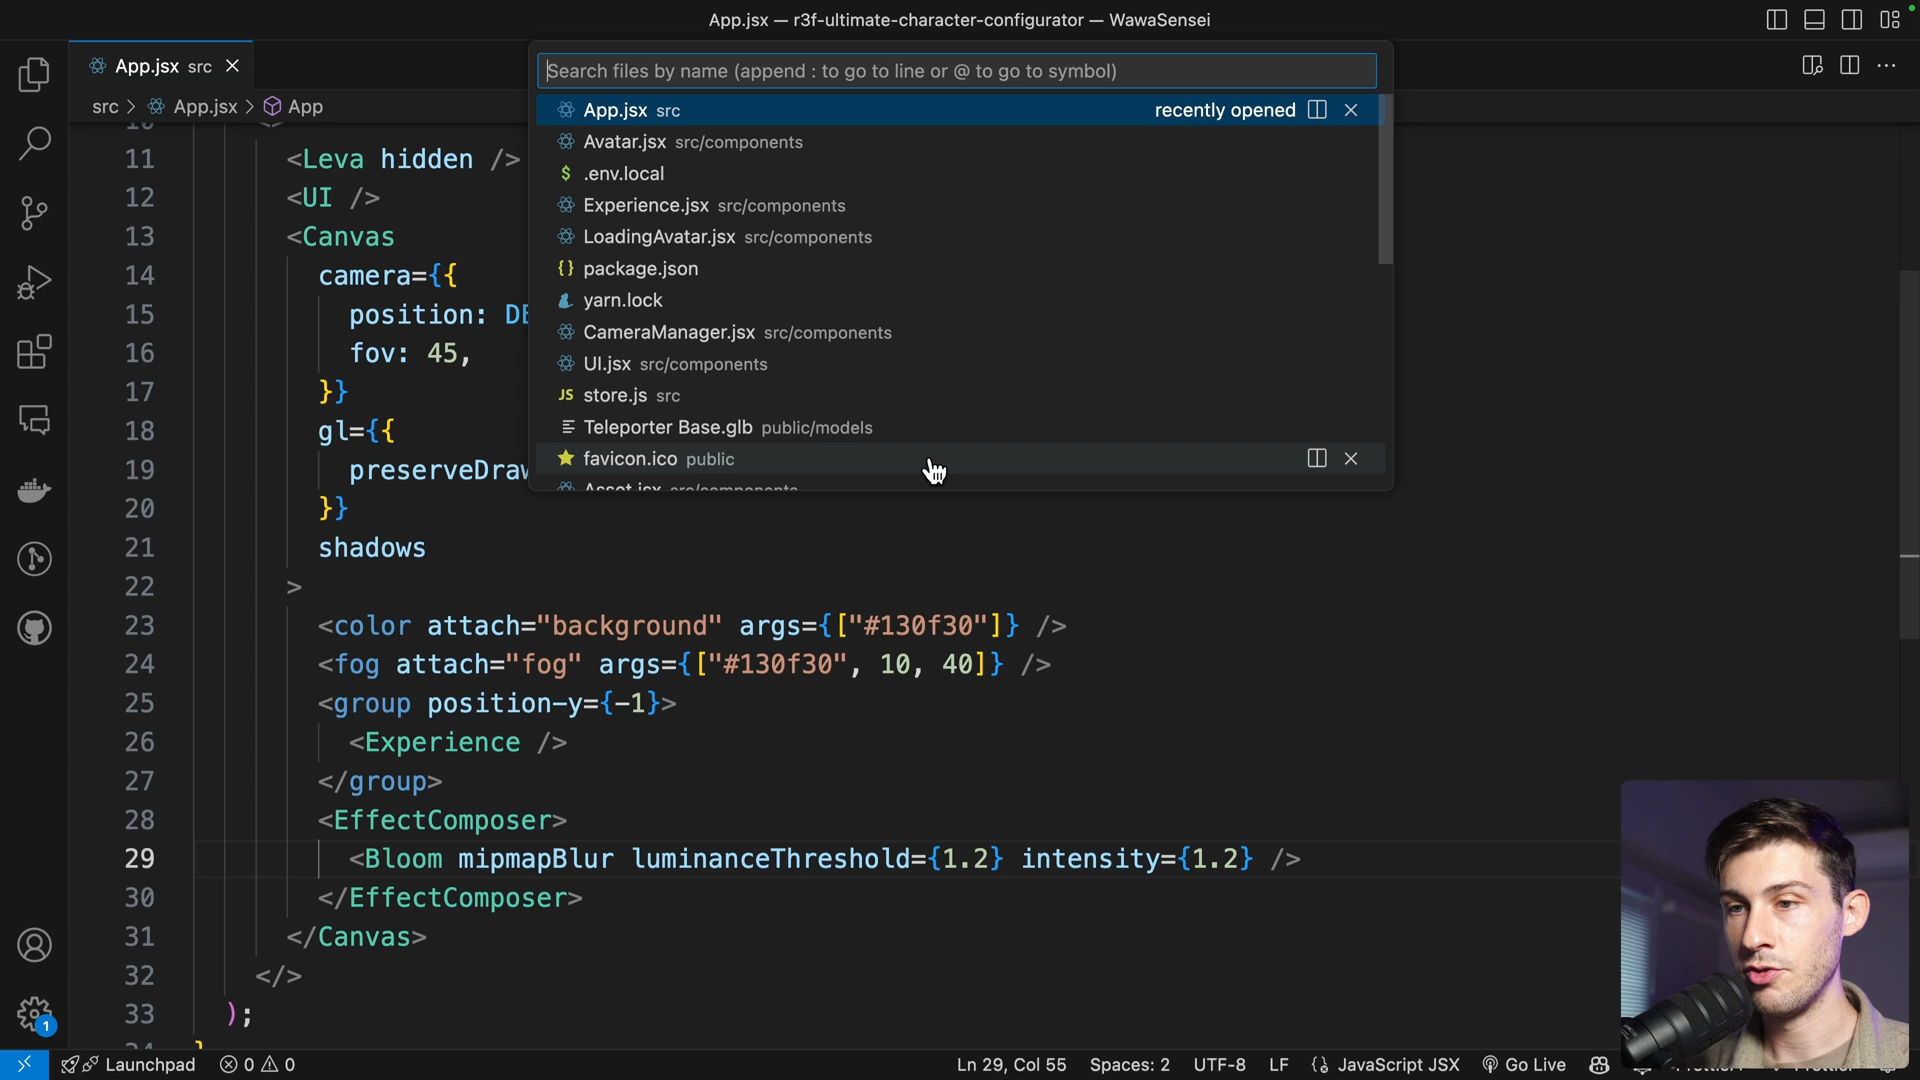 App.jsx — r3f-ultimate-character-configurator — WawaSensei
App.jsx src
src > App.jsx > App
Search files by name (append : to go to line or @ to go to symbol)
App.jsx src recently opened
Avatar.jsx src/components
.env.local
Experience.jsx src/components
LoadingAvatar.jsx src/components
package.json
yarn.lock
CameraManager.jsx src/components
UI.jsx src/components
store.js src
Teleporter Base.glb public/models
favicon.ico public
Asset.jsx src/components
11 <Leva hidden />
12 <UI />
13 <Canvas
14 camera={{
15 position: DE
16 fov: 45,
17 }}
18 gl={{
19 preserveDraw
20 }}
21 shadows
22 >
23 <color attach="background" args={["#130f30"]} />
24 <fog attach="fog" args={["#130f30", 10, 40]} />
25 <group position-y={-1}>
26 <Experience />
27 </group>
28 <EffectComposer>
29 <Bloom mipmapBlur luminanceThreshold={1.2} intensity={1.2} />
30 </EffectComposer>
31 </Canvas>
32 </>
33 );
1
Launchpad 0 0 Ln 29, Col 55 Spaces: 2 UTF-8 LF JavaScript JSX Go Live